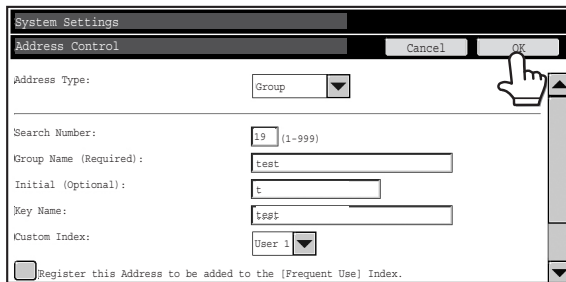 System Settings
Address Control Cancel OK
Address Type: Group
Search Number: 19 (1-999)
Group Name (Required): test
Initial (Optional): t
Key Name: test
Custom Index: User 1
Register this Address to be added to the [Frequent Use] Index.